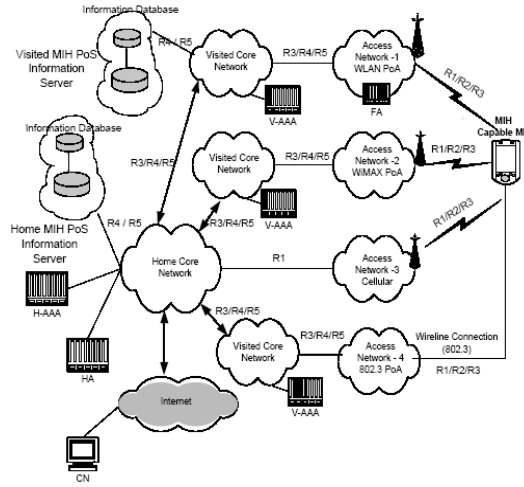 Information Database
Visited MIH PoS
Information
Server
R4 / R5
Visited Core
Network
V-AAA
R3/R4/R5
Access
Network -1
WLAN PoA
FA
R1/R2/R3
MIH
Information Database
Home MIH PoS
Information
Server
R3/R4/R5
R4 / R5
Visited Core
Network
V-AAA
R3/R4/R5
R3/R4/R5
Access
Network -2
WiMAX PoA
R1/R2/R3
Capable M
Home Core
Network
R1
Access
Network -3
Cellular
R1/R2/R3
H-AAA
HA
R3/R4/R5
Visited Core
Network
V-AAA
R3/R4/R5
Access
Network - 4
802.3 PoA
Wireline Connection
(802.3)
R1/R2/R3
Internet
CN